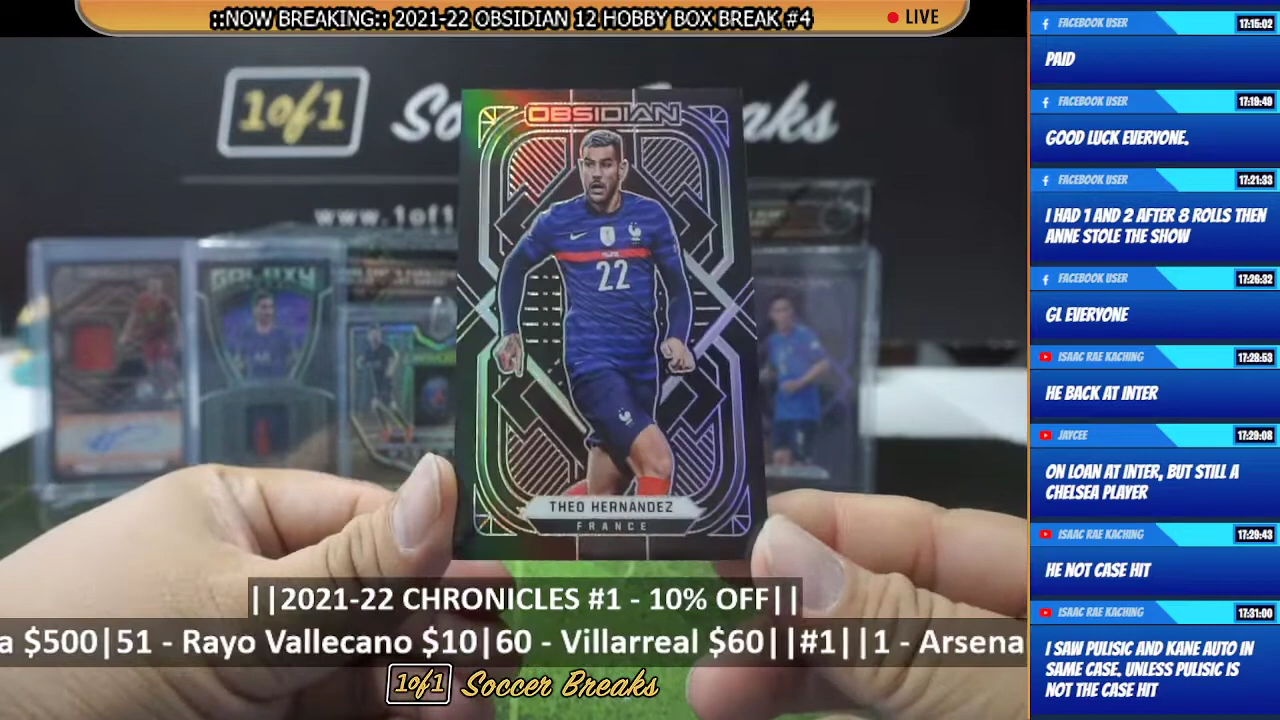 ::NOW BREAKING:: 2021-22 OBSIDIAN 12 HOBBY BOX BREAK #4
LIVE
1of1
www.1of1
GALAXY
OBSIDIAN
22
THEO HERNANDEZ
FRANCE
||2021-22 CHRONICLES #1 - 10% OFF||
a $500|51 - Rayo Vallecano $10|60 - Villarreal $60||#1||1 - Arsena
1of1 Soccer Breaks
FACEBOOK USER 17:15:02
PAID
FACEBOOK USER 17:19:49
GOOD LUCK EVERYONE.
FACEBOOK USER 17:21:33
I HAD 1 AND 2 AFTER 8 ROLLS THEN
ANNE STOLE THE SHOW
FACEBOOK USER 17:26:32
GL EVERYONE
ISAAC RAE KACHING 17:28:53
HE BACK AT INTER
JAYCEE 17:29:08
ON LOAN AT INTER, BUT STILL A
CHELSEA PLAYER
ISAAC RAE KACHING 17:29:43
HE NOT CASE HIT
ISAAC RAE KACHING 17:31:00
I SAW PULISIC AND KANE AUTO IN
SAME CASE. UNLESS PULISIC IS
NOT THE CASE HIT